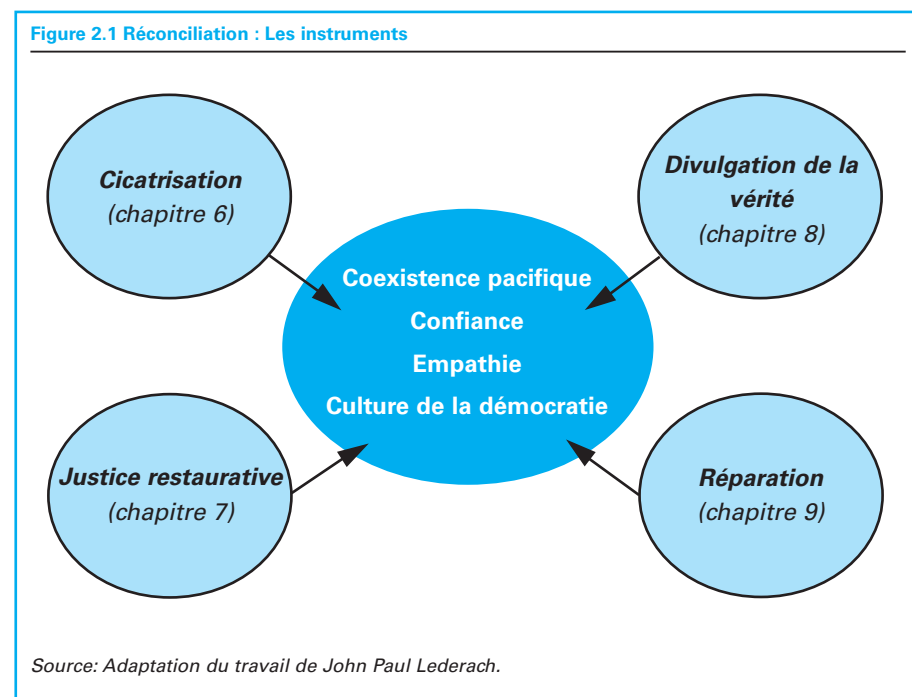 Figure 2.1 Réconciliation : Les instruments
Cicatrisation
(chapitre 6)
Divulgation de la
vérité
(chapitre 8)
Coexistence pacifique
Confiance
Empathie
Culture de la démocratie
Justice restaurative
(chapitre 7)
Réparation
(chapitre 9)
Source: Adaptation du travail de John Paul Lederach.